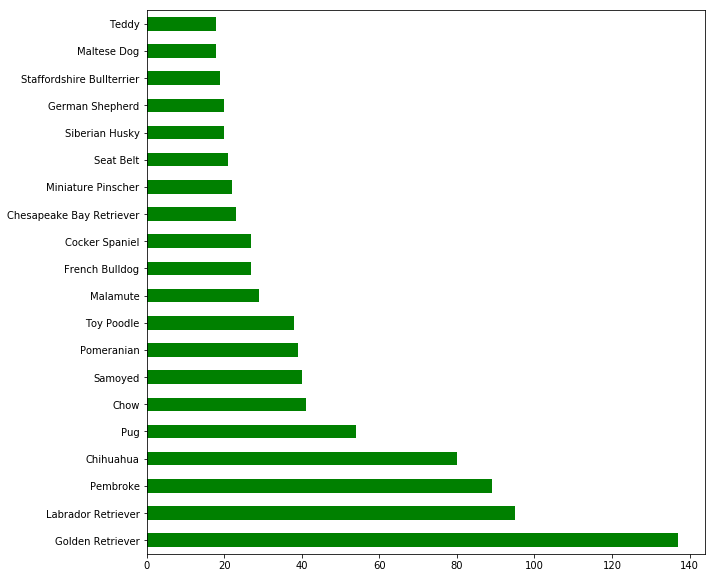 Teddy
Maltese Dog
Staffordshire Bullterrier
German Shepherd
Siberian Husky
Seat Belt
Miniature Pinscher
Chesapeake Bay Retriever
Cocker Spaniel
French Bulldog
Malamute
Toy Poodle
Pomeranian
Samoyed
Chow
Pug
Chihuahua
Pembroke
Labrador Retriever
Golden Retriever
0 20 40 60 80 100 120 140